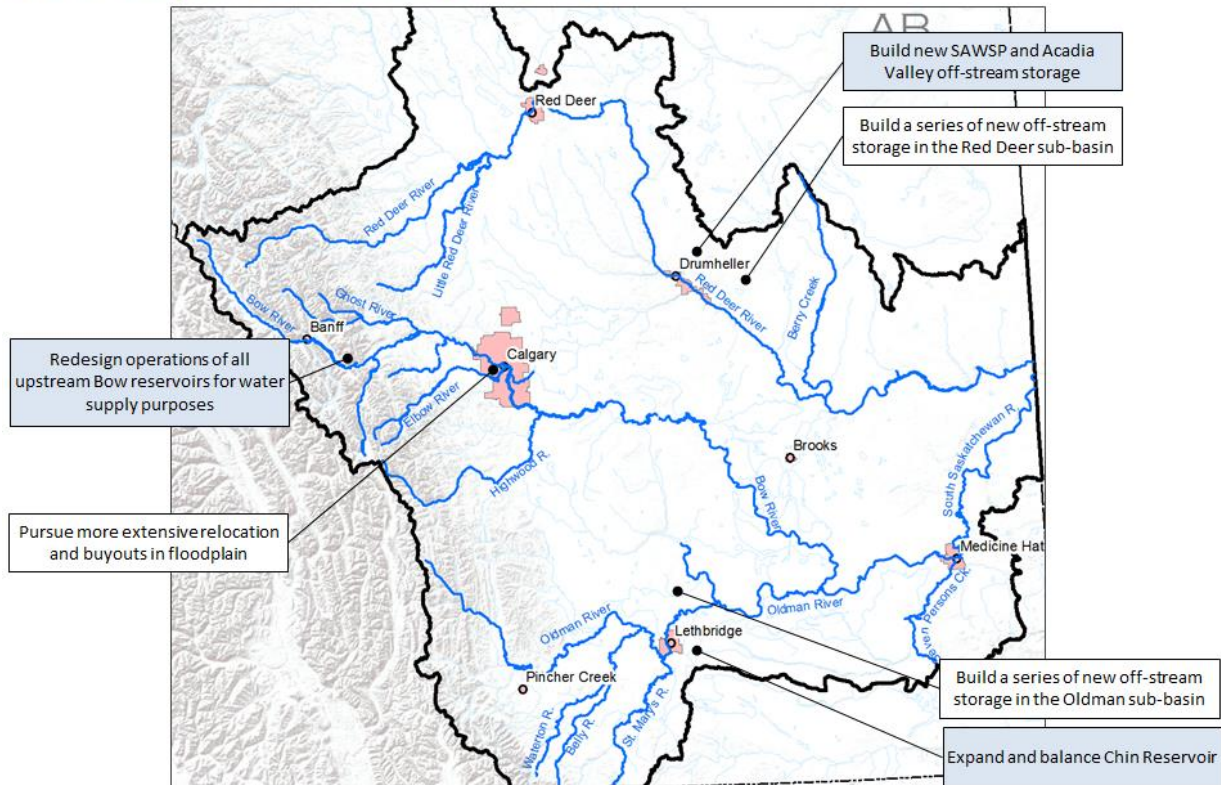 AB
Build new SAWSP and Acadia
Valley off-stream storage
Build a series of new off-stream
storage in the Red Deer sub-basin
Red Deer
Red Deer River
Little Red Deer River
Drumheller
Red Deer River
Berry Creek
Ghost River
Bow River
Banff
Redesign operations of all
upstream Bow reservoirs for water
supply purposes
Calgary
Elbow River
Highwood R.
Brooks
Bow River
South Saskatchewan R.
Pursue more extensive relocation
and buyouts in floodplain
Medicine Hat
Seven Persons Ck.
Oldman River
Oldman River
Lethbridge
Pincher Creek
Waterton R.
Belly R.
St. Mary's R.
Build a series of new off-stream
storage in the Oldman sub-basin
Expand and balance Chin Reservoir